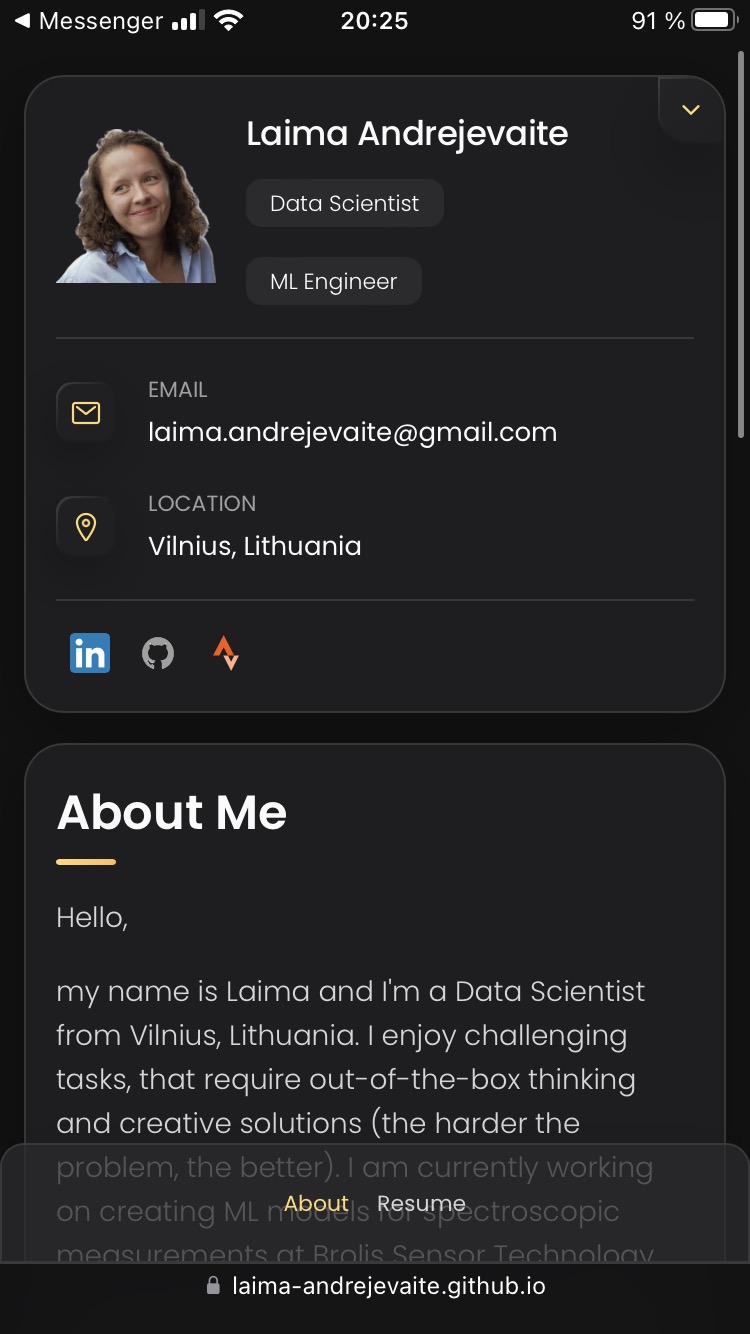 Messenger
20:25
91 %
Laima Andrejevaite
Data Scientist
ML Engineer
EMAIL
laima.andrejevaite@gmail.com
LOCATION
Vilnius, Lithuania
in
About Me
Hello,
my name is Laima and I'm a Data Scientist
from Vilnius, Lithuania. I enjoy challenging
tasks, that require out-of-the-box thinking
and creative solutions (the harder the
problem, the better). I am currently working
About Resume
on creating ML models for spectroscopic
measurements at Brolis Sensor Technology
laima-andrejevaite.github.io